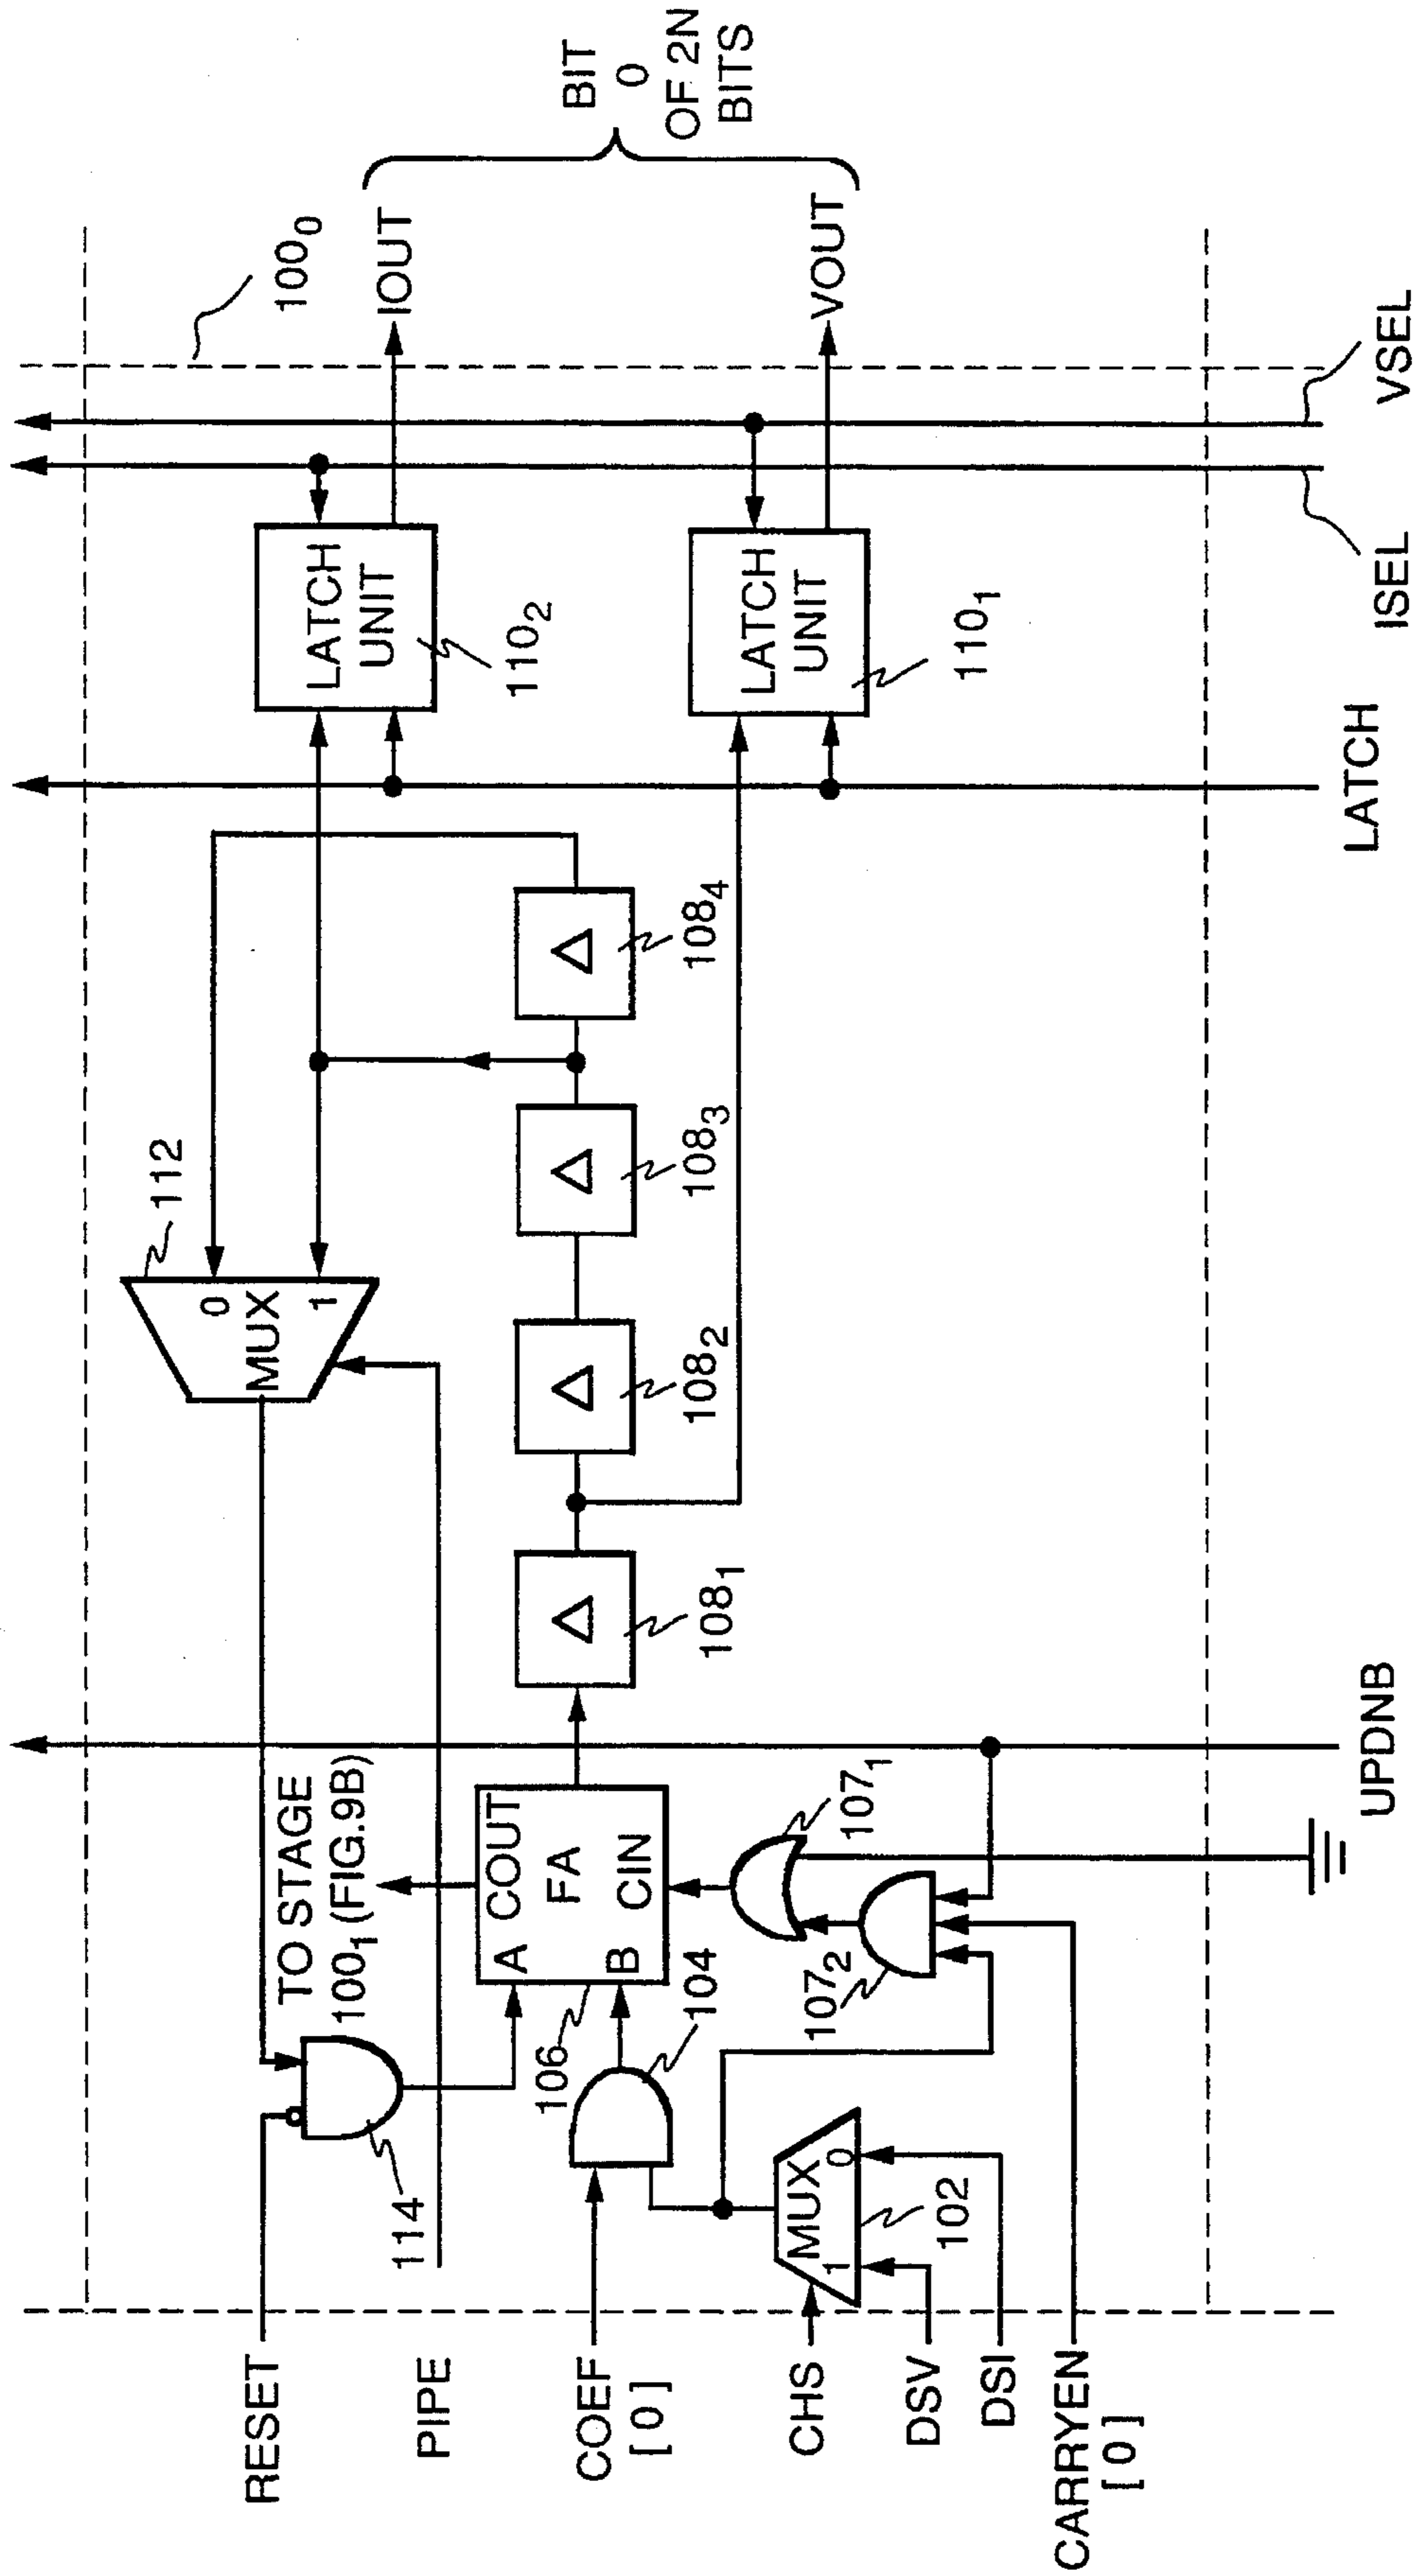 RESET
PIPE
COEF
[0]
CHS
DSV
DSI
CARRYEN
[0]
114
TO STAGE
100₁ (FIG.9B)
MUX
0
1
112
A
COUT
FA
B
CIN
106
104
MUX
1
0
102
107₁
107₂
Δ
108₁
Δ
108₂
Δ
108₃
Δ
108₄
LATCH
UNIT
110₂
LATCH
UNIT
110₁
100₀
IOUT
VOUT
BIT
0
OF 2N
BITS
UPDNB
LATCH
ISEL
VSEL